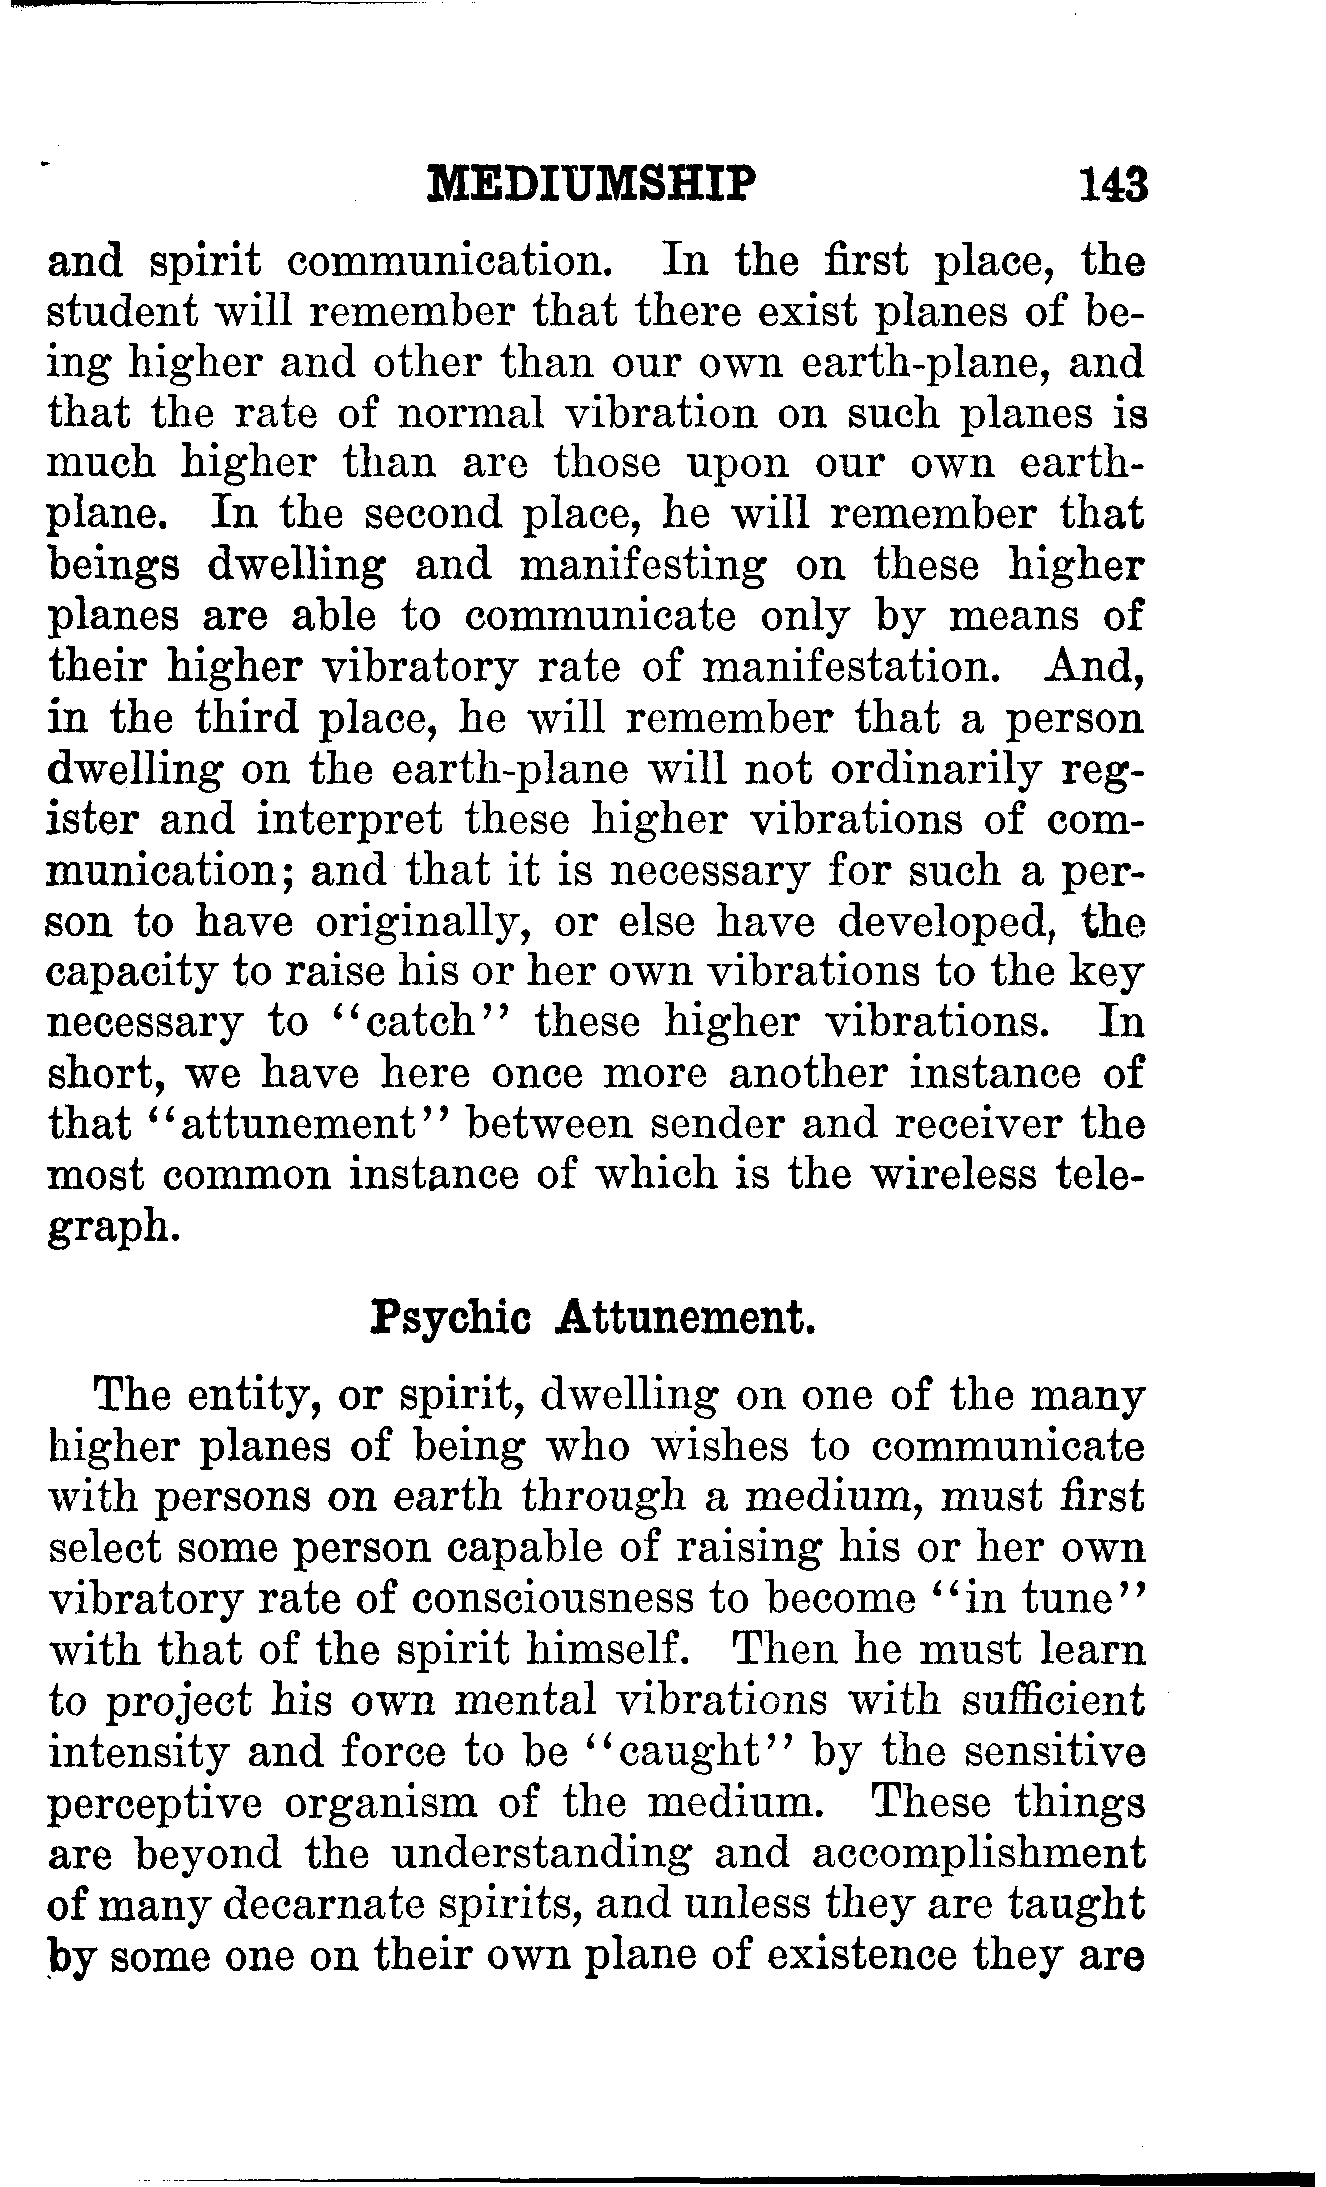 MEDIUMSHIP 143
and spirit communication. In the first place, the
student will remember that there exist planes of be-
ing higher and other than our own earth-plane, and
that the rate of normal vibration on such planes is
much higher than are those upon our own earth-
plane. In the second place, he will remember that
beings dwelling and manifesting on these higher
planes are able to communicate only by means of
their higher vibratory rate of manifestation. And,
in the third place, he will remember that a person
dwelling on the earth-plane will not ordinarily reg-
ister and interpret these higher vibrations of com-
munication; and that it is necessary for such a per-
son to have originally, or else have developed, the
capacity to raise his or her own vibrations to the key
necessary to "catch" these higher vibrations. In
short, we have here once more another instance of
that "attunement" between sender and receiver the
most common instance of which is the wireless tele-
graph.
Psychic Attunement.
The entity, or spirit, dwelling on one of the many
higher planes of being who wishes to communicate
with persons on earth through a medium, must first
select some person capable of raising his or her own
vibratory rate of consciousness to become "in tune"
with that of the spirit himself. Then he must learn
to project his own mental vibrations with sufficient
intensity and force to be "caught" by the sensitive
perceptive organism of the medium. These things
are beyond the understanding and accomplishment
of many decarnate spirits, and unless they are taught
by some one on their own plane of existence they are